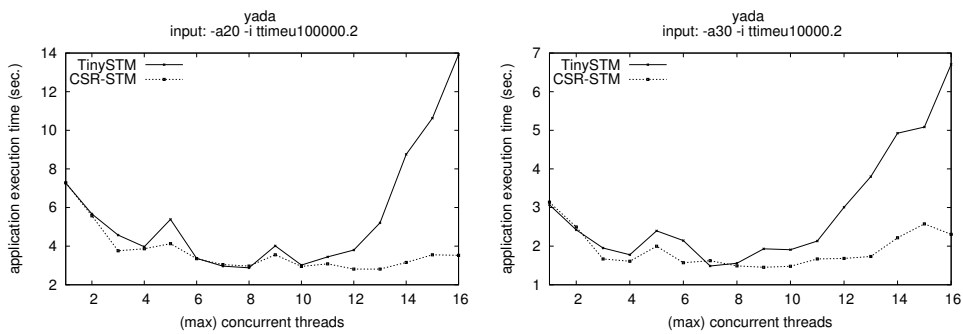 yada
input: -a20 -i ttimeu100000.2
14
12
10
8
6
4
2
TinySTM
CSR-STM
application execution time (sec.)
2 4 6 8 10 12 14 16
(max) concurrent threads
yada
input: -a30 -i ttimeu10000.2
7
6
5
4
3
2
1
TinySTM
CSR-STM
application execution time (sec.)
2 4 6 8 10 12 14 16
(max) concurrent threads